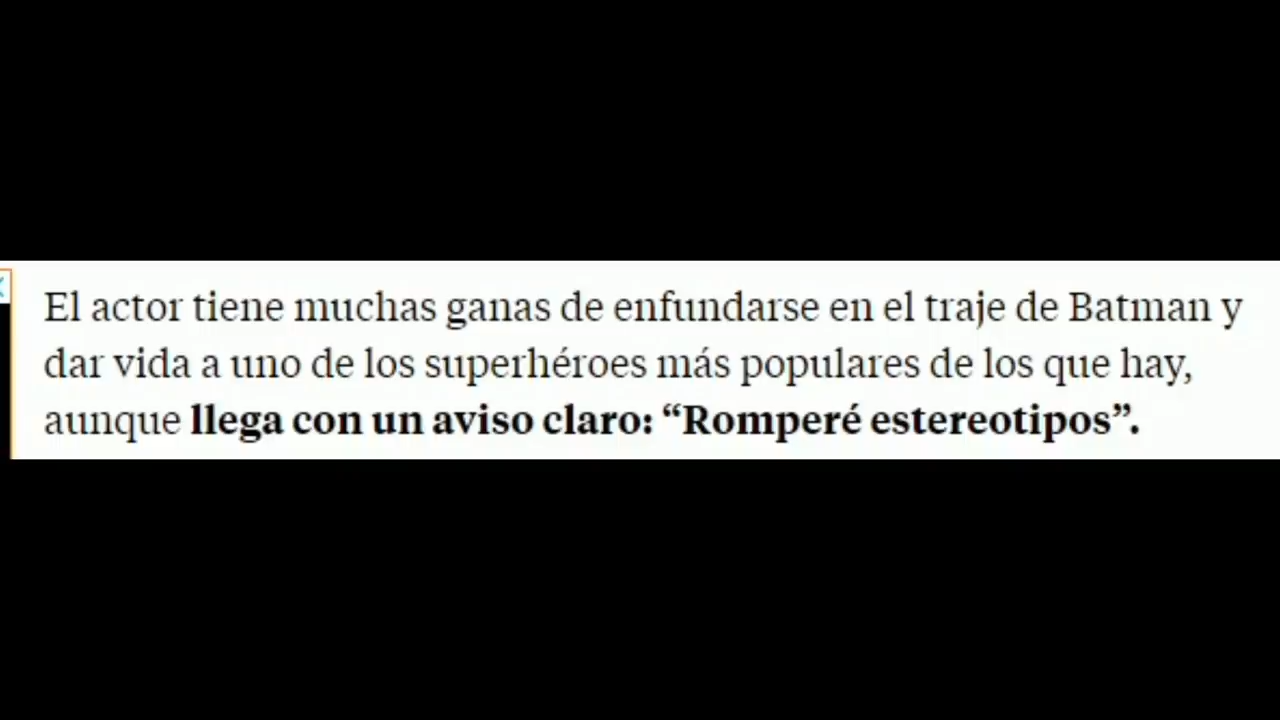 El actor tiene muchas ganas de enfundarse en el traje de Batman y
dar vida a uno de los superhéroes más populares de los que hay,
aunque llega con un aviso claro: “Romperé estereotipos”.